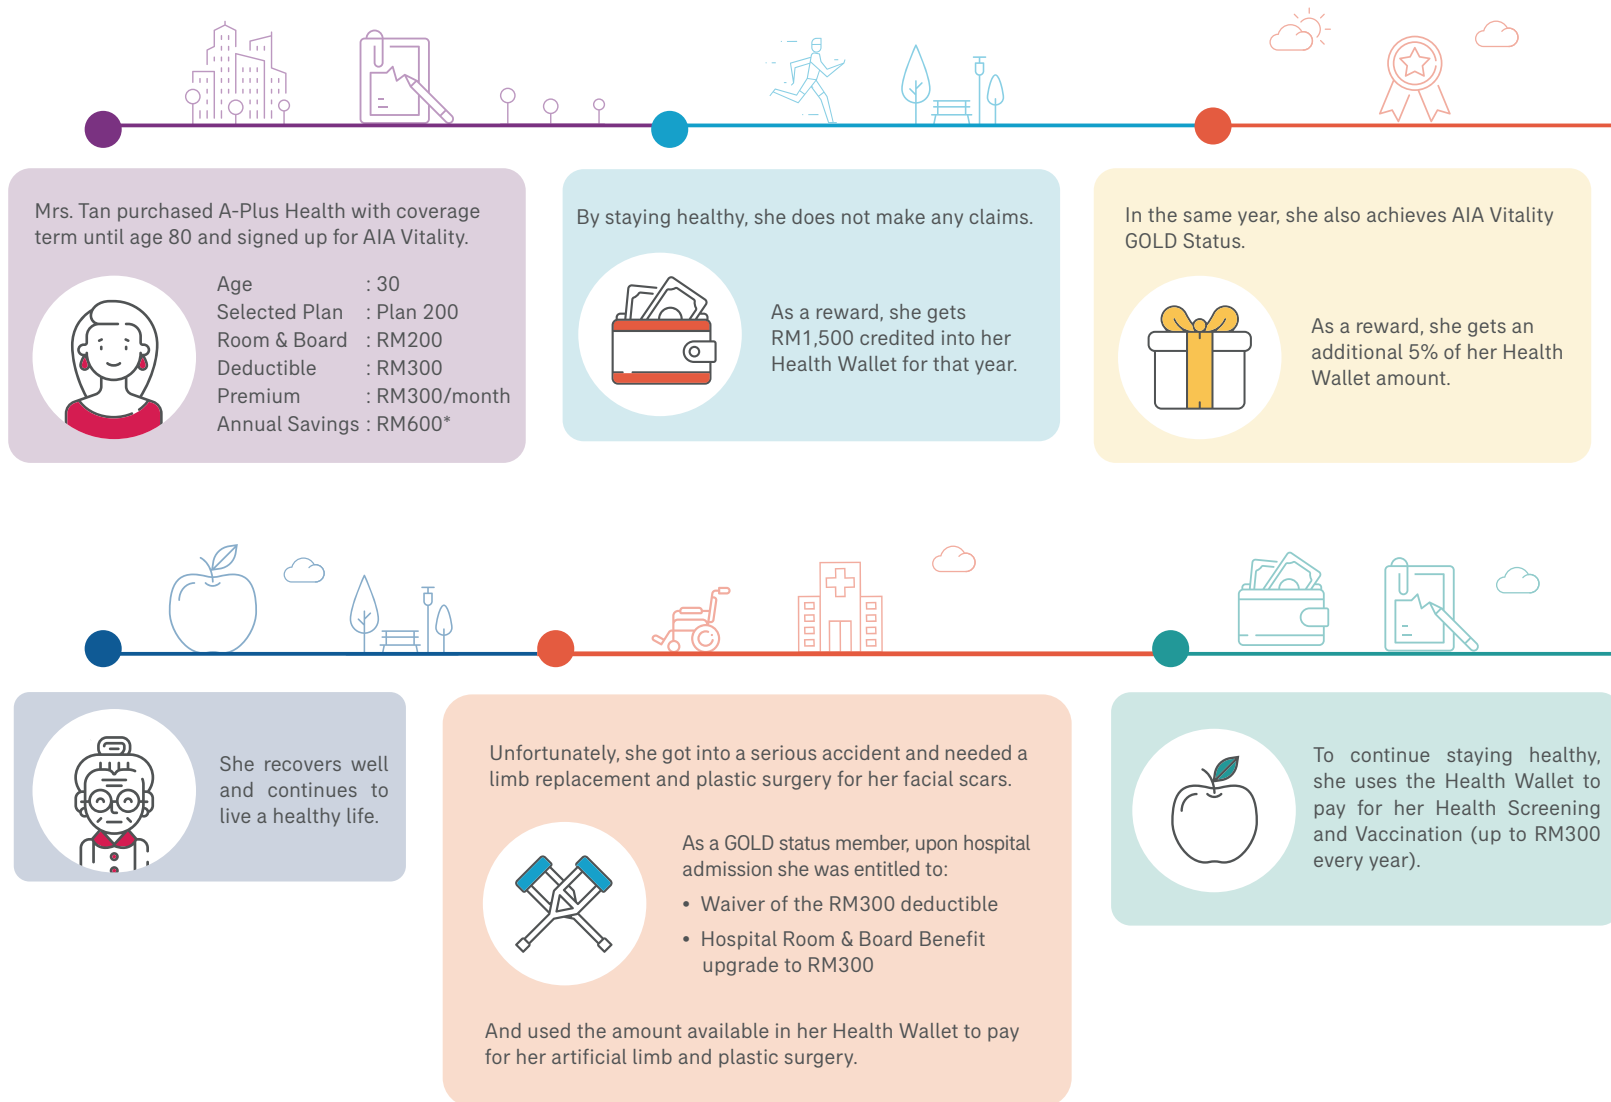 Mrs. Tan purchased A-Plus Health with coverage
term until age 80 and signed up for AIA Vitality.
Age : 30
Selected Plan : Plan 200
Room & Board : RM200
Deductible : RM300
Premium : RM300/month
Annual Savings : RM600*
By staying healthy, she does not make any claims.
As a reward, she gets
RM1,500 credited into her
Health Wallet for that year.
In the same year, she also achieves AIA Vitality
GOLD Status.
As a reward, she gets an
additional 5% of her Health
Wallet amount.
She recovers well
and continues to
live a healthy life.
Unfortunately, she got into a serious accident and needed a
limb replacement and plastic surgery for her facial scars.
As a GOLD status member, upon hospital
admission she was entitled to:
• Waiver of the RM300 deductible
• Hospital Room & Board Benefit
upgrade to RM300
And used the amount available in her Health Wallet to pay
for her artificial limb and plastic surgery.
To continue staying healthy,
she uses the Health Wallet to
pay for her Health Screening
and Vaccination (up to RM300
every year).